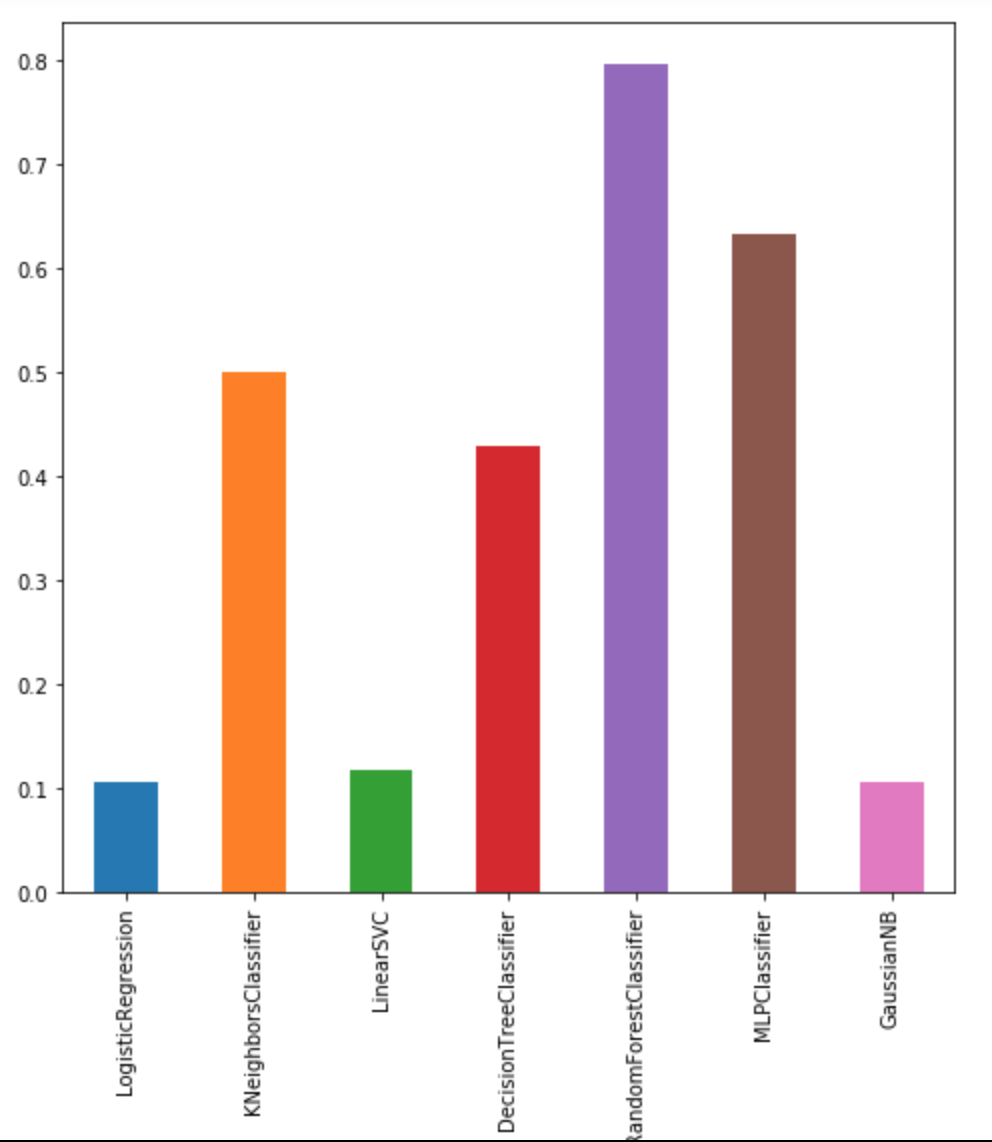 0.8
0.7
0.6
0.5
0.4
0.3
0.2
0.1
0.0
LogisticRegression
KNeighborsClassifier
LinearSVC
DecisionTreeClassifier
RandomForestClassifier
MLPClassifier
GaussianNB